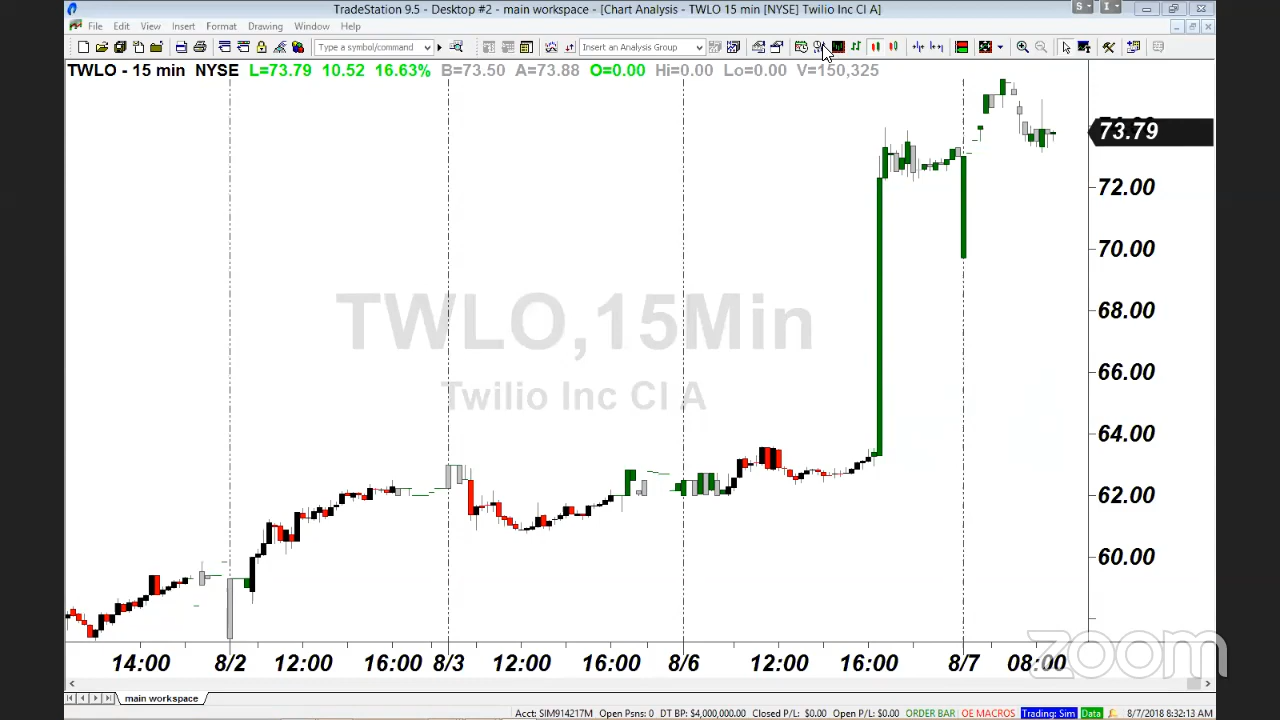 TradeStation 9.5 - Desktop #2 - main workspace - [Chart Analysis - TWLO 15 min [NYSE] Twilio Inc Cl A]
S I
File Edit View Insert Format Drawing Window Help
Type a symbol/command Insert an Analysis Group
TWLO - 15 min NYSE L=73.79 10.52 16.63% B=73.50 A=73.88 O=0.00 Hi=0.00 Lo=0.00 V=150,325
73.79
72.00
70.00
68.00
TWLO,15Min
66.00
Twilio Inc Cl A
64.00
62.00
60.00
14:00 8/2 12:00 16:00 8/3 12:00 16:00 8/6 12:00 16:00 8/7 08:00
zoom
main workspace
Acct: SIM914217M Open Psns: 0 DT BP: $4,000,000.00 Closed P/L: $0.00 Open P/L: $0.00 ORDER BAR OE MACROS Trading: Sim Data 8/7/2018 8:32:13 AM